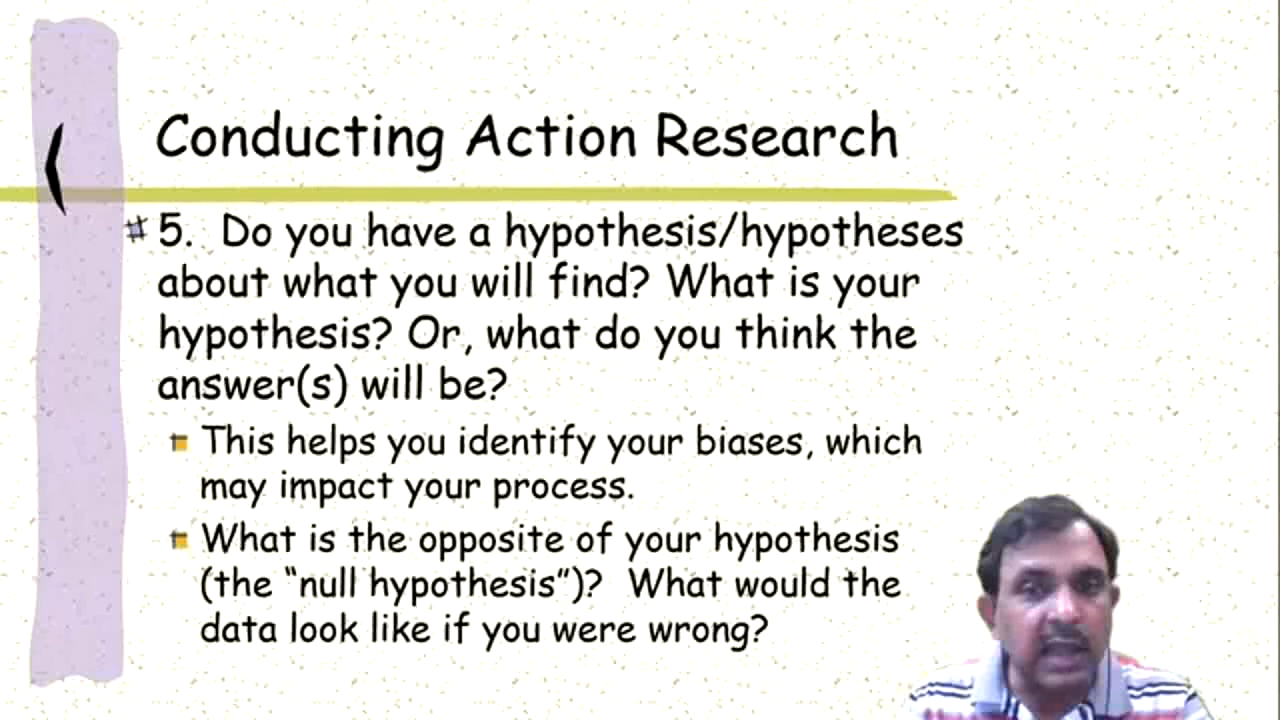 Conducting Action Research
5. Do you have a hypothesis/hypotheses
about what you will find? What is your
hypothesis? Or, what do you think the
answer(s) will be?
This helps you identify your biases, which
may impact your process.
What is the opposite of your hypothesis
(the “null hypothesis”)? What would the
data look like if you were wrong?